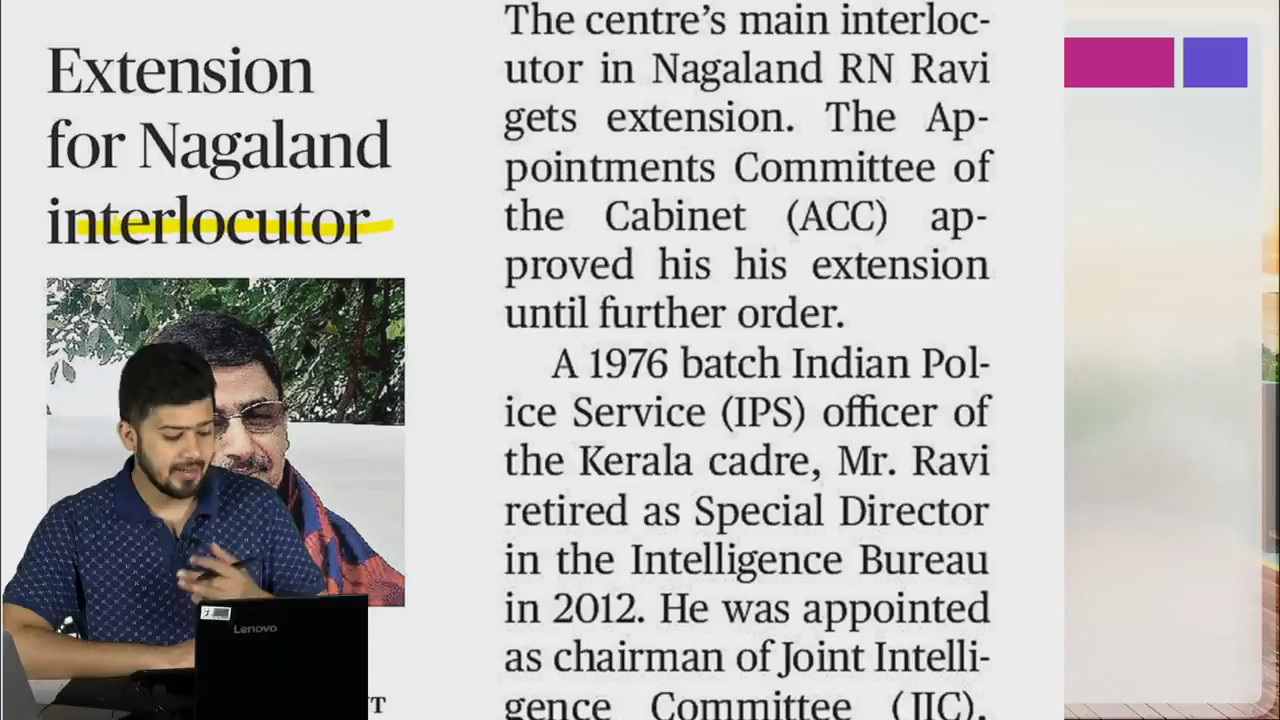 Extension
for Nagaland
interlocutor
The centre's main interloc-
utor in Nagaland RN Ravi
gets extension. The Ap-
pointments Committee of
the Cabinet (ACC) ap-
proved his his extension
until further order.
A 1976 batch Indian Pol-
ice Service (IPS) officer of
the Kerala cadre, Mr. Ravi
retired as Special Director
in the Intelligence Bureau
in 2012. He was appointed
as chairman of Joint Intelli-
gence Committee (JIC),
Lenovo